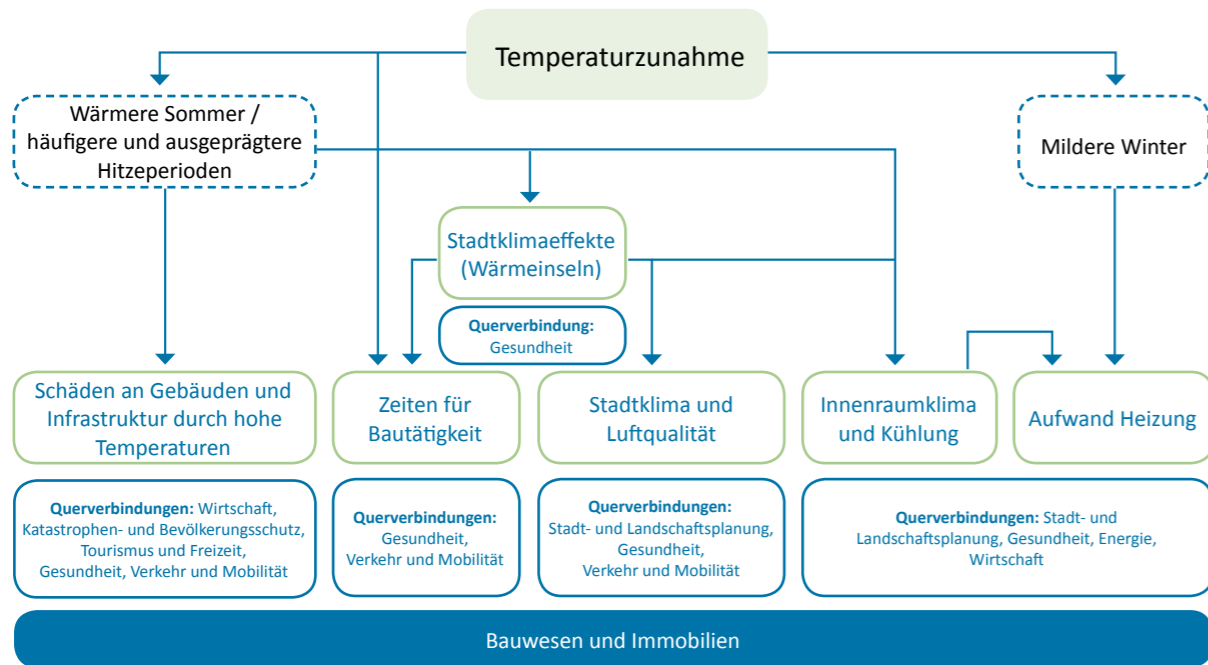 Temperaturzunahme
Wärmere Sommer /
häufigere und ausgeprägtere
Hitzeperioden
Mildere Winter
Stadtklimaeffekte
(Wärmeinseln)
Querverbindung:
Gesundheit
Schäden an Gebäuden und
Infrastruktur durch hohe
Temperaturen
Zeiten für
Bautätigkeit
Stadtklima und
Luftqualität
Innenraumklima
und Kühlung
Aufwand Heizung
Querverbindungen: Wirtschaft,
Katastrophen- und Bevölkerungsschutz,
Tourismus und Freizeit,
Gesundheit, Verkehr und Mobilität
Querverbindungen:
Gesundheit,
Verkehr und Mobilität
Querverbindungen:
Stadt- und Landschaftsplanung,
Gesundheit,
Verkehr und Mobilität
Querverbindungen: Stadt- und
Landschaftsplanung, Gesundheit, Energie,
Wirtschaft
Bauwesen und Immobilien